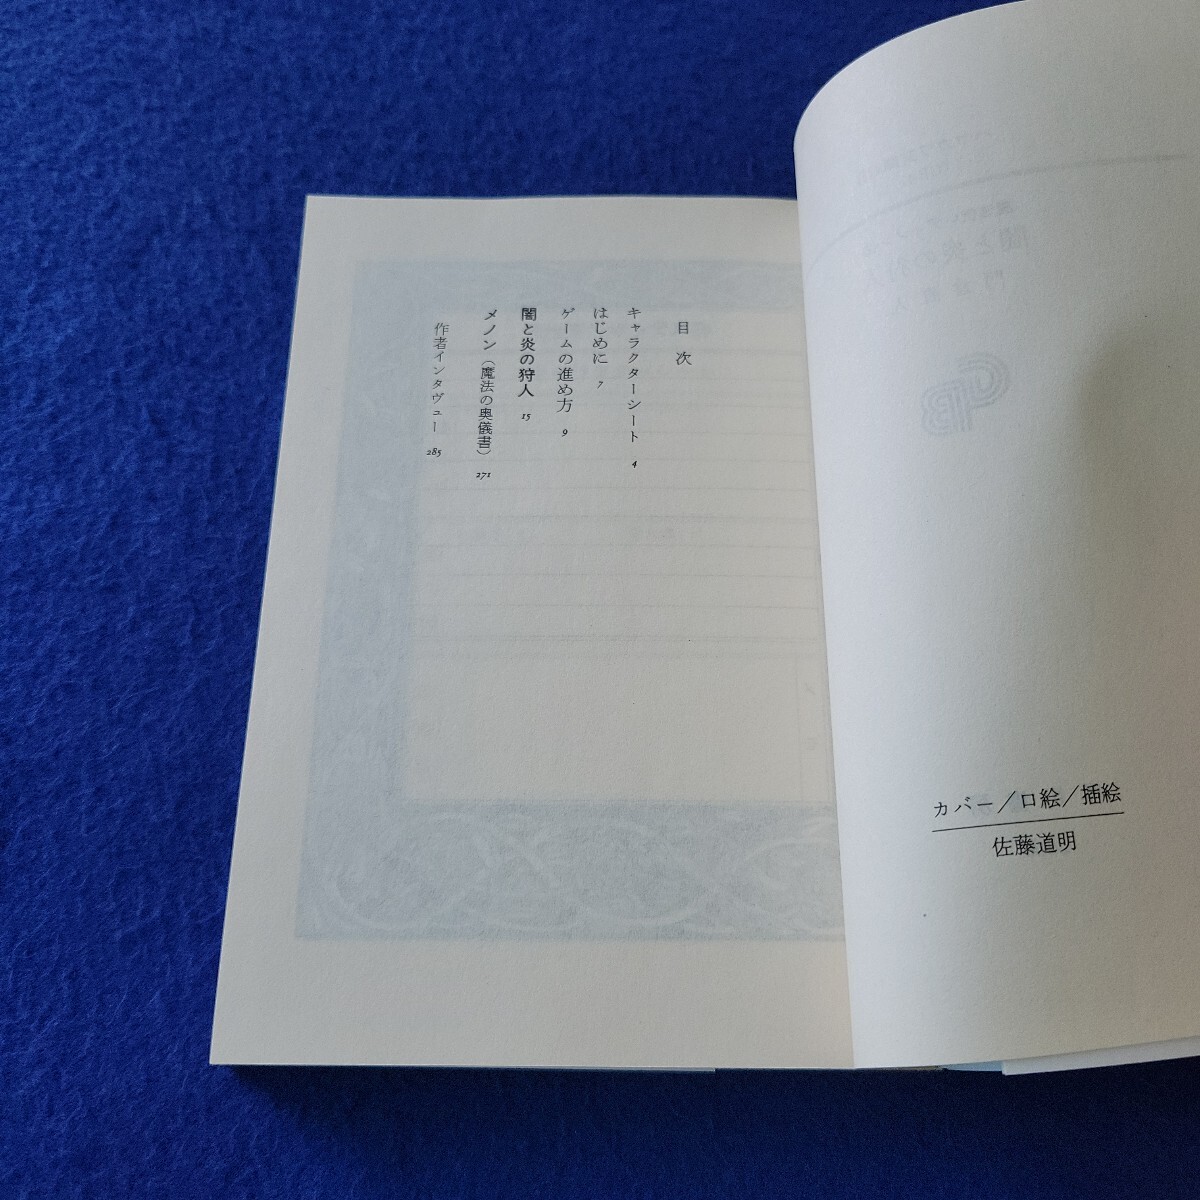 カバー／口絵／挿絵
佐藤道明
目次
キャラクターシート 4
はじめに 7
ゲームの進め方 9
闇と炎の狩人 15
メノン（魔法の奥儀書） 271
作者インタヴュー 285